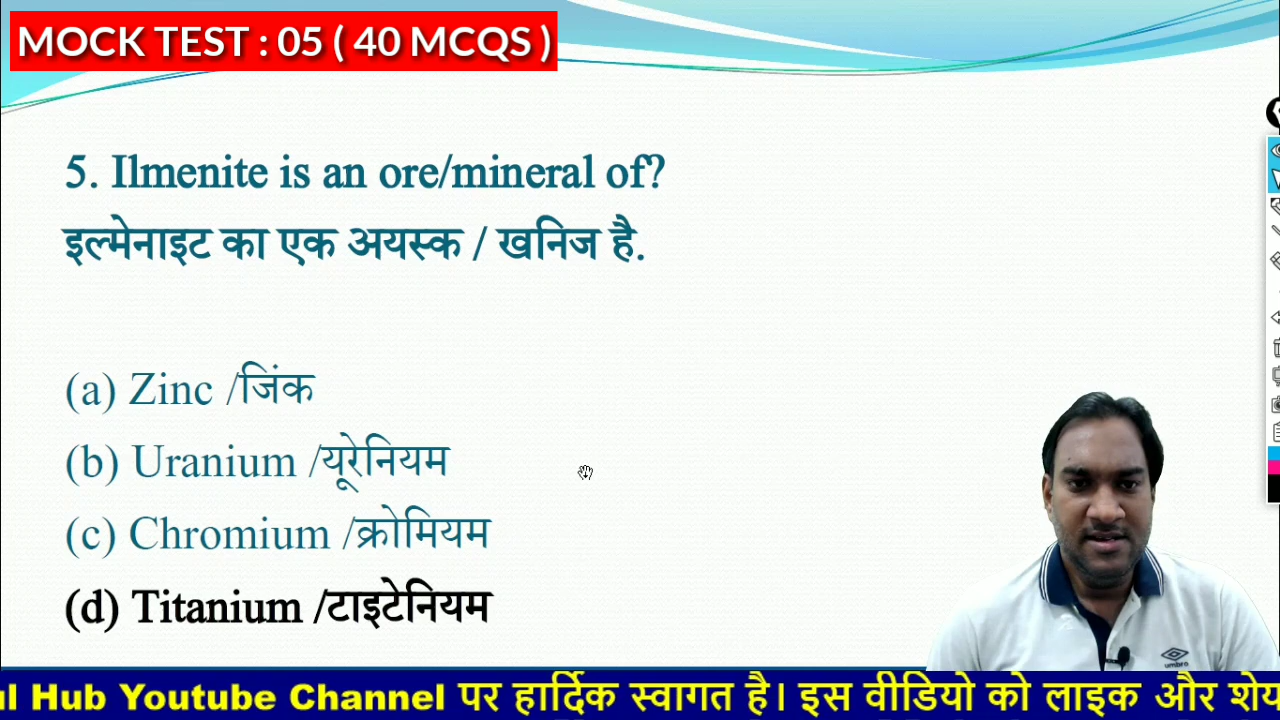 MOCK TEST : 05 ( 40 MCQS )
5. Ilmenite is an ore/mineral of?
इल्मेनाइट का एक अयस्क / खनिज है.
(a) Zinc /जिंक
(b) Uranium /यूरेनियम
(c) Chromium /क्रोमियम
(d) Titanium /टाइटेनियम
umbro
Hub Youtube Channel पर हार्दिक स्वागत है। इस वीडियो को लाइक और